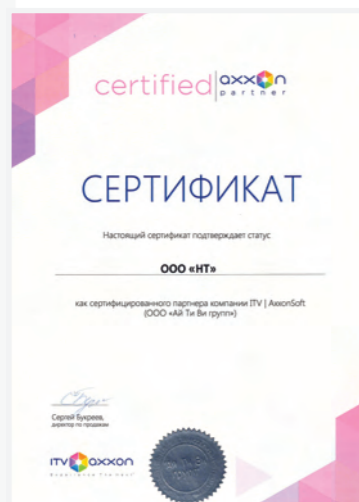 certified axxon
partner
СЕРТИФИКАТ
Настоящий сертификат подтверждает статус
ООО «НТ»
как сертифицированного партнера компании ITV | AxxonSoft
(ООО «Ай Ти Ви групп»)
Сергей Букреев,
директор по продажам
ITV axxon